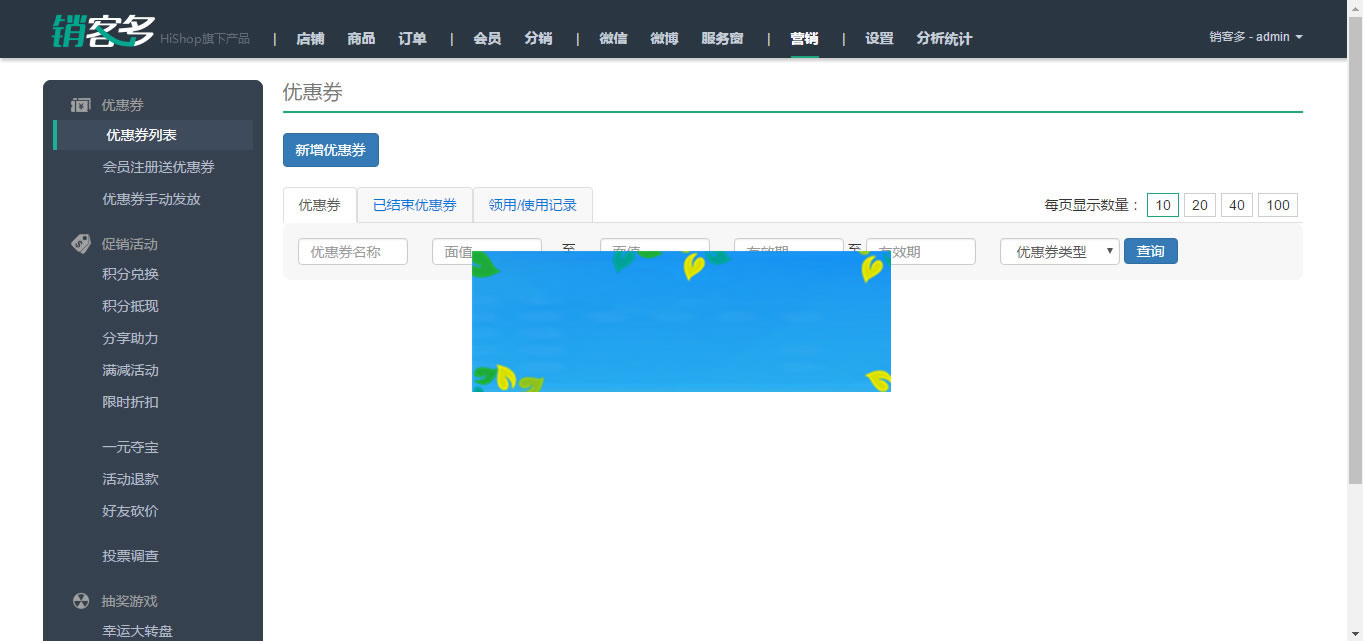 销客多 HiShop旗下产品 | 店铺 商品 订单 | 会员 分销 | 微信 微博 服务窗 | 营销 | 设置 分析统计 销客多 - admin
优惠券
优惠券列表
会员注册送优惠券
优惠券手动发放
促销活动
积分兑换
积分抵现
分享助力
满减活动
限时折扣
一元夺宝
活动退款
好友砍价
投票调查
抽奖游戏
幸运大转盘
优惠券
新增优惠券
优惠券 已结束优惠券 领用/使用记录 每页显示数量： 10 20 40 100
优惠券名称 面值 至 面值 有效期 至 有效期 优惠券类型 查询